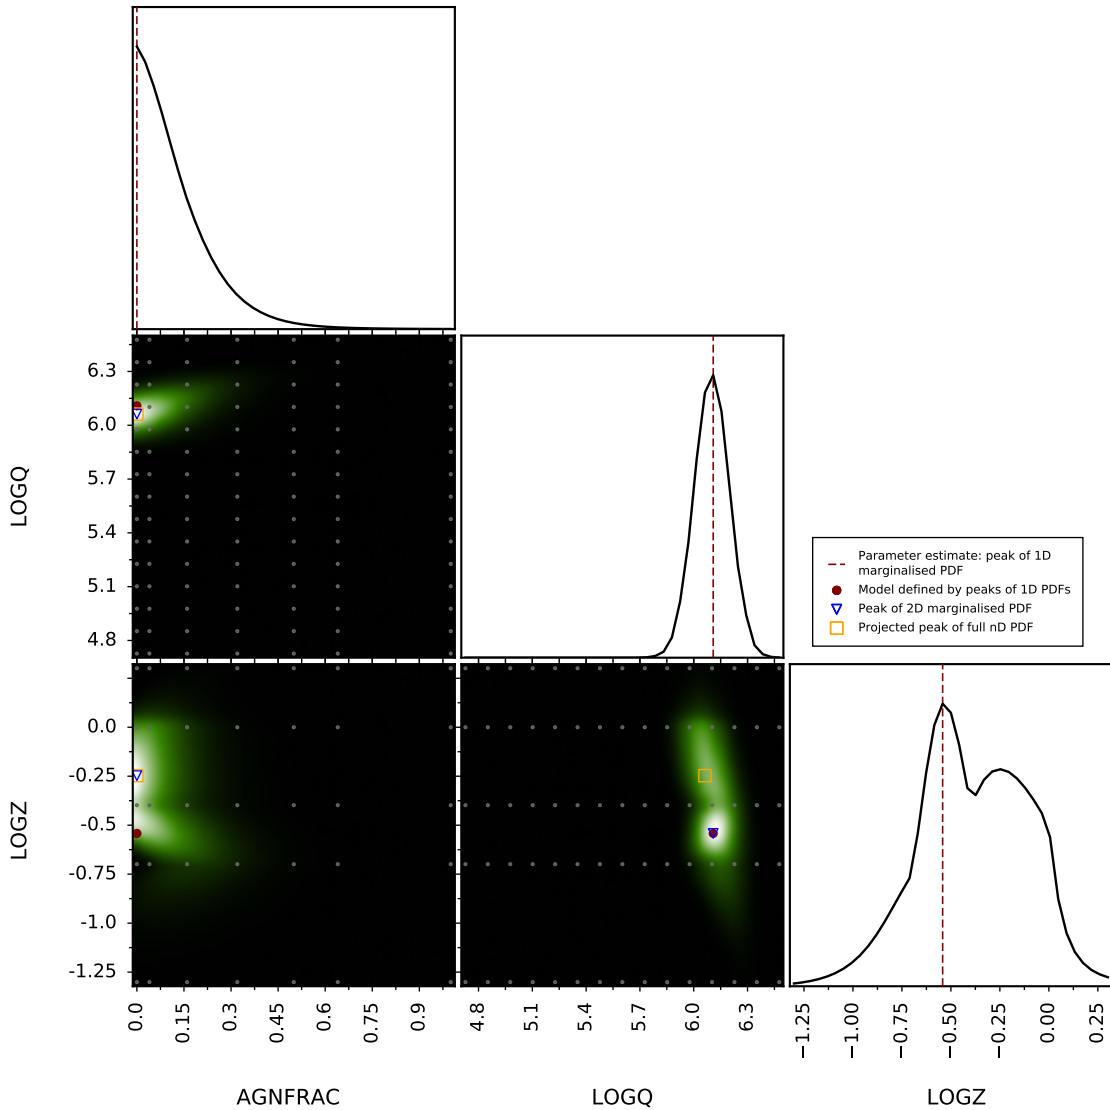 6.3
6.0
5.7
5.4
5.1
4.8
LOGQ
Parameter estimate: peak of 1D
marginalised PDF
Model defined by peaks of 1D PDFs
Peak of 2D marginalised PDF
Projected peak of full nD PDF
0.0
-0.25
-0.5
-0.75
-1.0
-1.25
LOGZ
0.0 0.15 0.3 0.45 0.6 0.75 0.9
4.8 5.1 5.4 5.7 6.0 6.3
−1.25 −1.00 −0.75 −0.50 −0.25 0.00 0.25
AGNFRAC LOGQ LOGZ